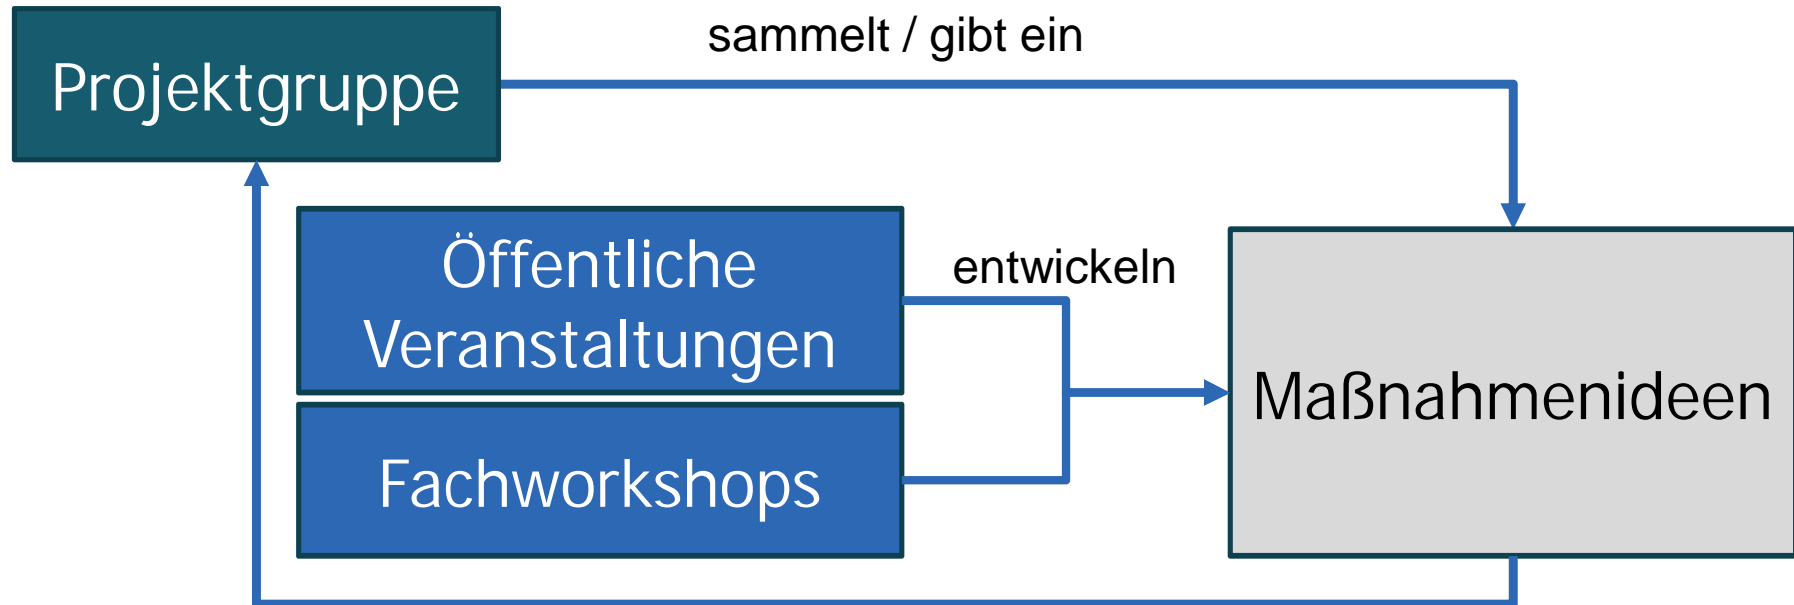 sammelt / gibt ein
Projektgruppe
Öffentliche
Veranstaltungen
entwickeln
Maßnahmenideen
Fachworkshops